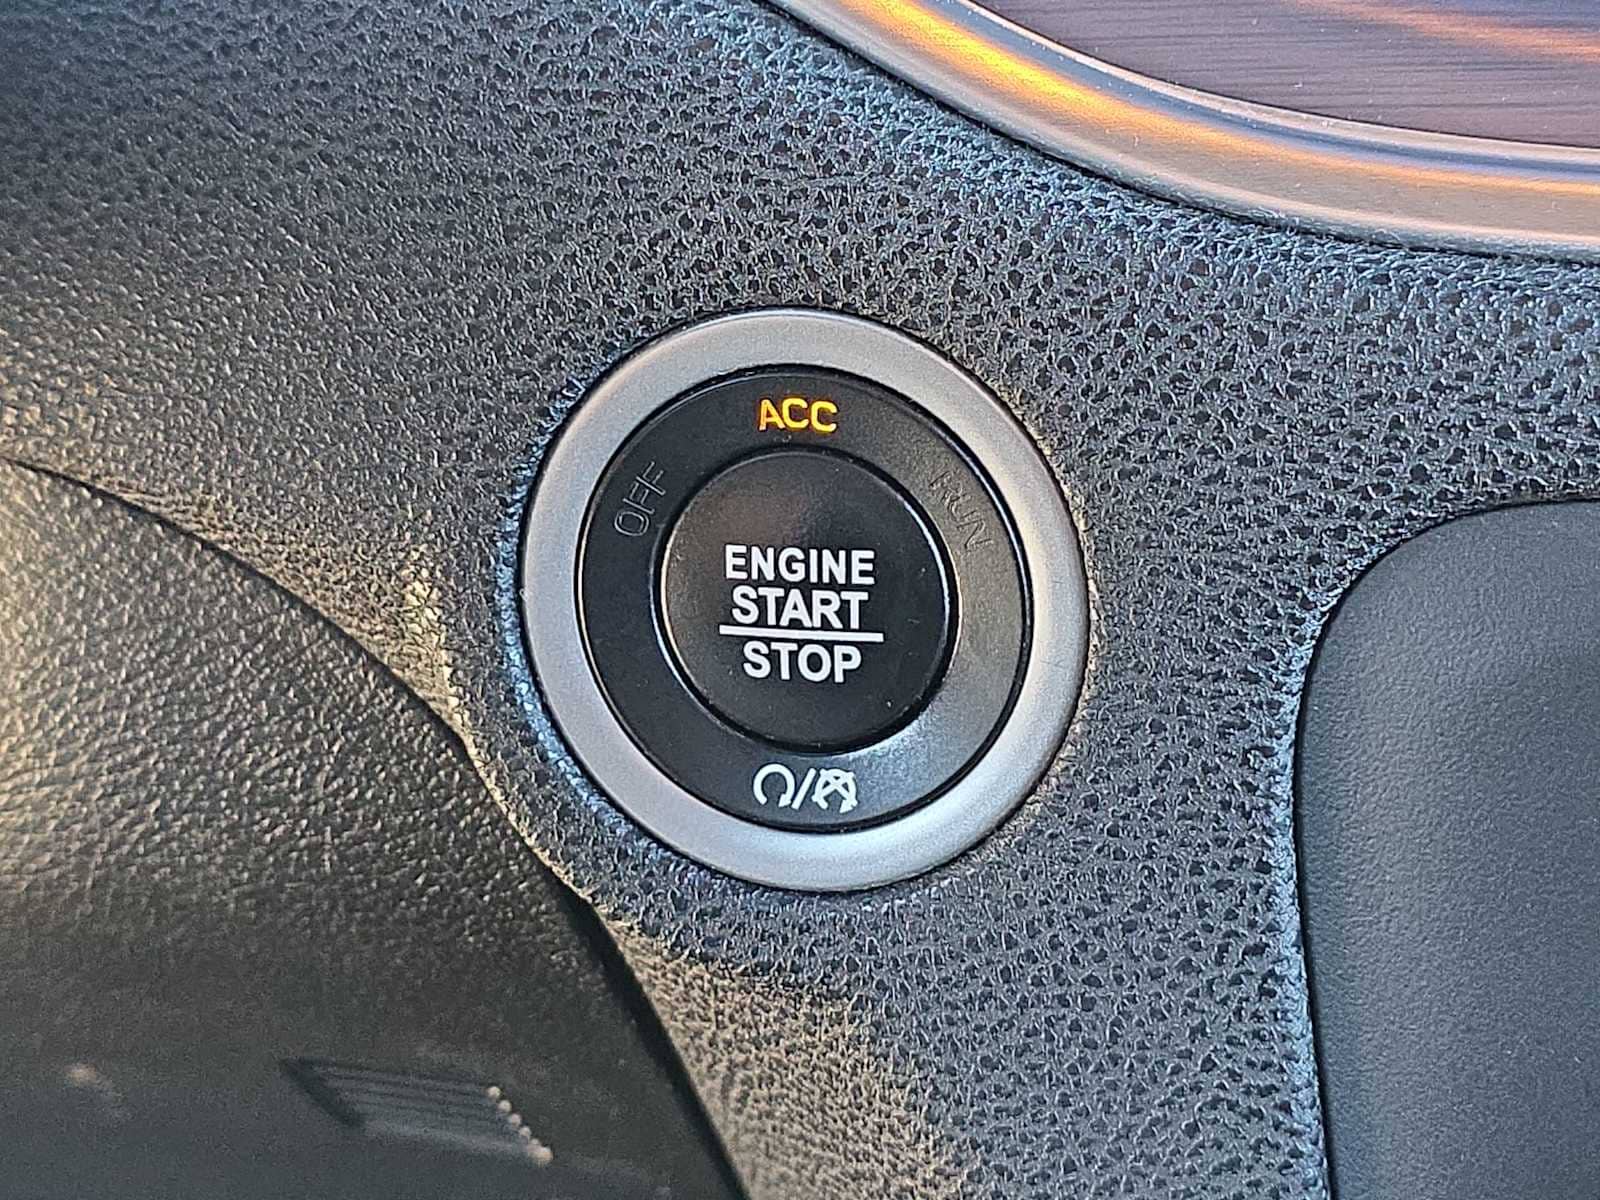 ACC
OFF
RUN
ENGINE
START
STOP